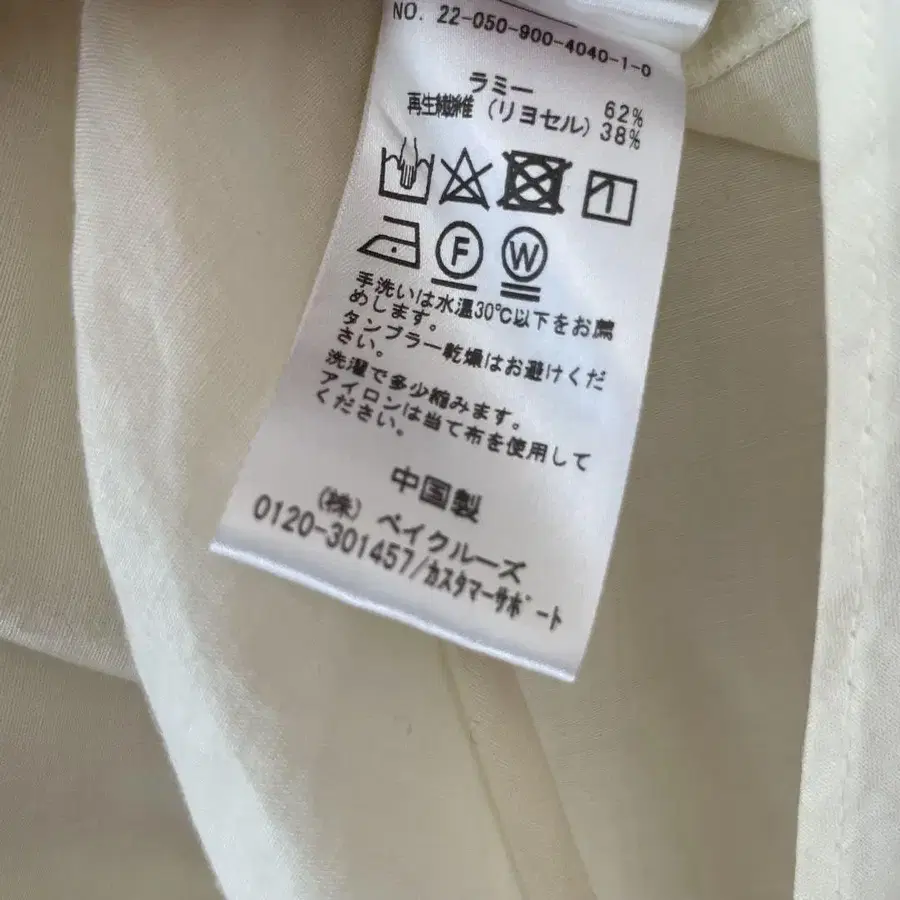 NO. 22-050-900-4040-1-0
ラミー 62%
再生繊維 (リヨセル) 38%
F W
手洗いは水温30℃以下をお薦
めします。
タンブラー乾燥はお避けくだ
さい。
洗濯で多少縮みます。
アイロンは当て布を使用して
ください。
中国製
(株) ベイクルーズ
0120-301457/カスタマーサポート